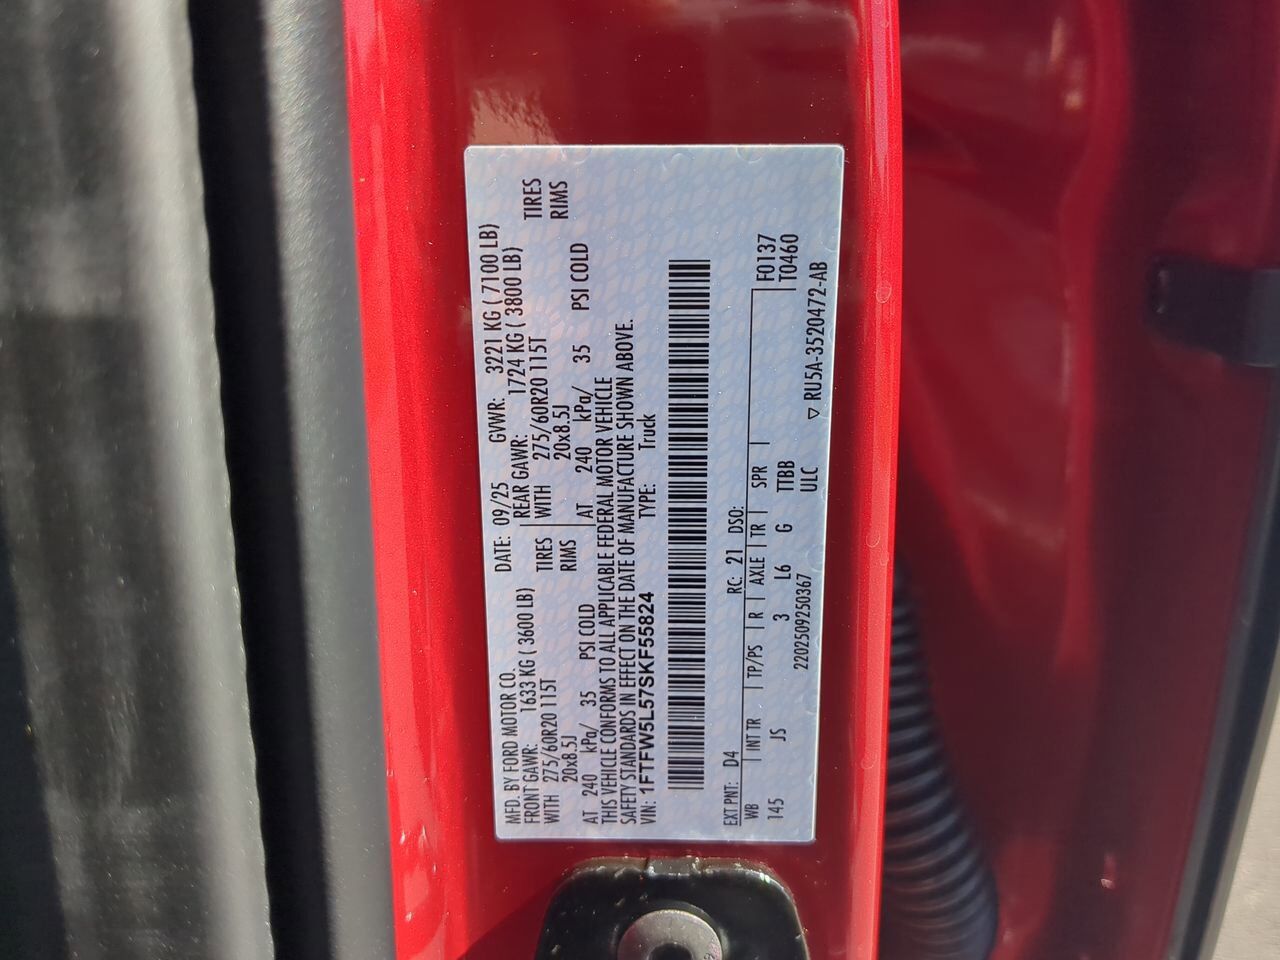 MFD. BY FORD MOTOR CO.
DATE: 09/25 GVWR: 3221 KG ( 7100 LB)
FRONT GAWR: 1633 KG ( 3600 LB)
REAR GAWR: 1724 KG ( 3800 LB)
WITH 275/60R20 115T TIRES
WITH 275/60R20 115T TIRES
20x8.5J RIMS
20x8.5J RIMS
AT 240 kPa/ 35 PSI COLD
AT 240 kPa/ 35 PSI COLD
THIS VEHICLE CONFORMS TO ALL APPLICABLE FEDERAL MOTOR VEHICLE
SAFETY STANDARDS IN EFFECT ON THE DATE OF MANUFACTURE SHOWN ABOVE.
VIN: 1FTFW5L57SKF55824 TYPE: Truck
EXT PNT: D4 RC: 21 DSO: F0137
WB INT TR TP/PS R AXLE TR SPR T0460
145 JS 3 L6 G TTBB
2202509250367 ULC ▽ RU5A-3520472-AB